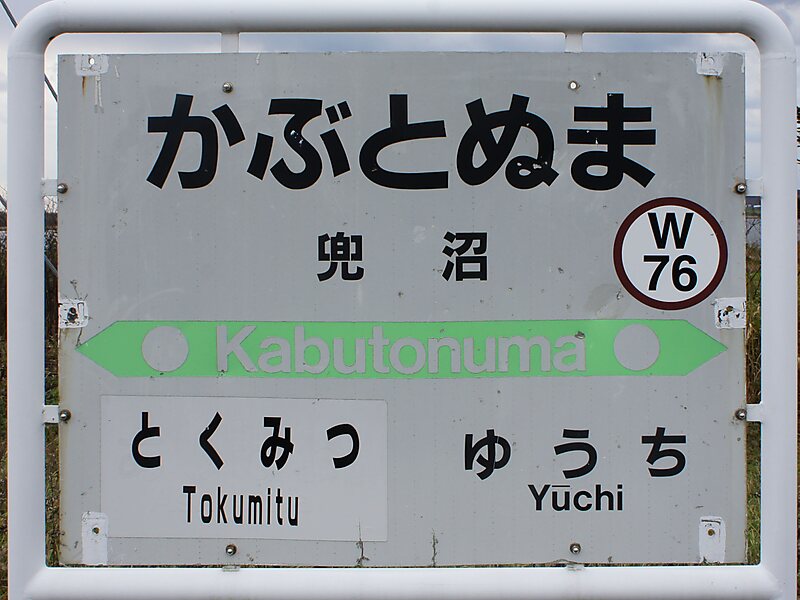 かぶとぬま
兜沼
W
76
Kabutonuma
とくみつ
Tokumitu
ゆうち
Yūchi